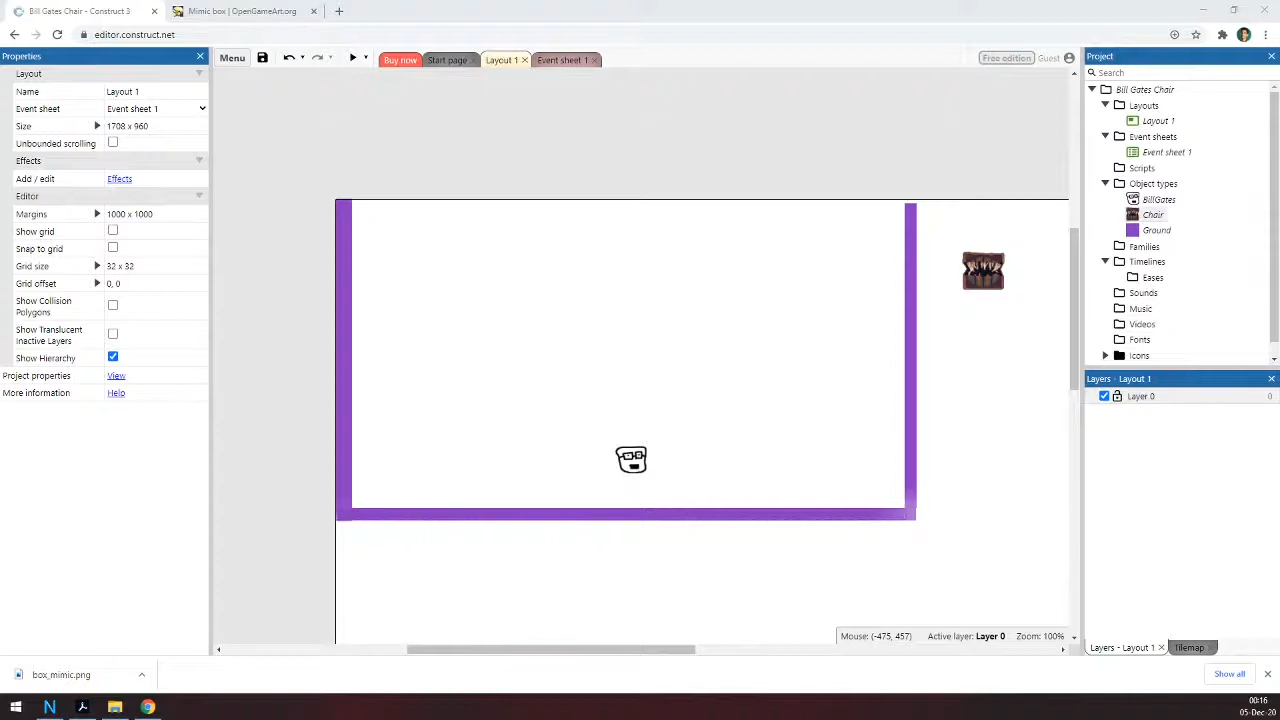 Bill Gates Chair - Construct 3
Mimic box | OpenGameArt.org
editor.construct.net
Properties
Menu
Buy now
Start page
Layout 1
Event sheet 1
Free edition
Guest
Project
Layout
Name Layout 1
Event sheet Event sheet 1
Size 1708 x 960
Unbounded scrolling
Effects
Add / edit Effects
Editor
Margins 1000 x 1000
Show grid
Snap to grid
Grid size 32 x 32
Grid offset 0, 0
Show Collision
Polygons
Show Translucent
Inactive Layers
Show Hierarchy
Project properties View
More information Help
Search
Bill Gates Chair
Layouts
Layout 1
Event sheets
Event sheet 1
Scripts
Object types
BillGates
Chair
Ground
Families
Timelines
Eases
Sounds
Music
Videos
Fonts
Icons
Layers - Layout 1
Layer 0 0
Mouse: (-475, 457) Active layer: Layer 0 Zoom: 100%
Layers - Layout 1
Tilemap
box_mimic.png
Show all
00:16
05-Dec-20